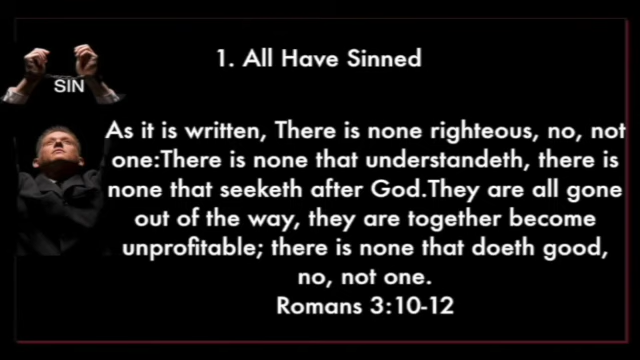 1. All Have Sinned
SIN
As it is written, There is none righteous, no, not
one:There is none that understandeth, there is
none that seeketh after God.They are all gone
out of the way, they are together become
unprofitable; there is none that doeth good,
no, not one.
Romans 3:10-12